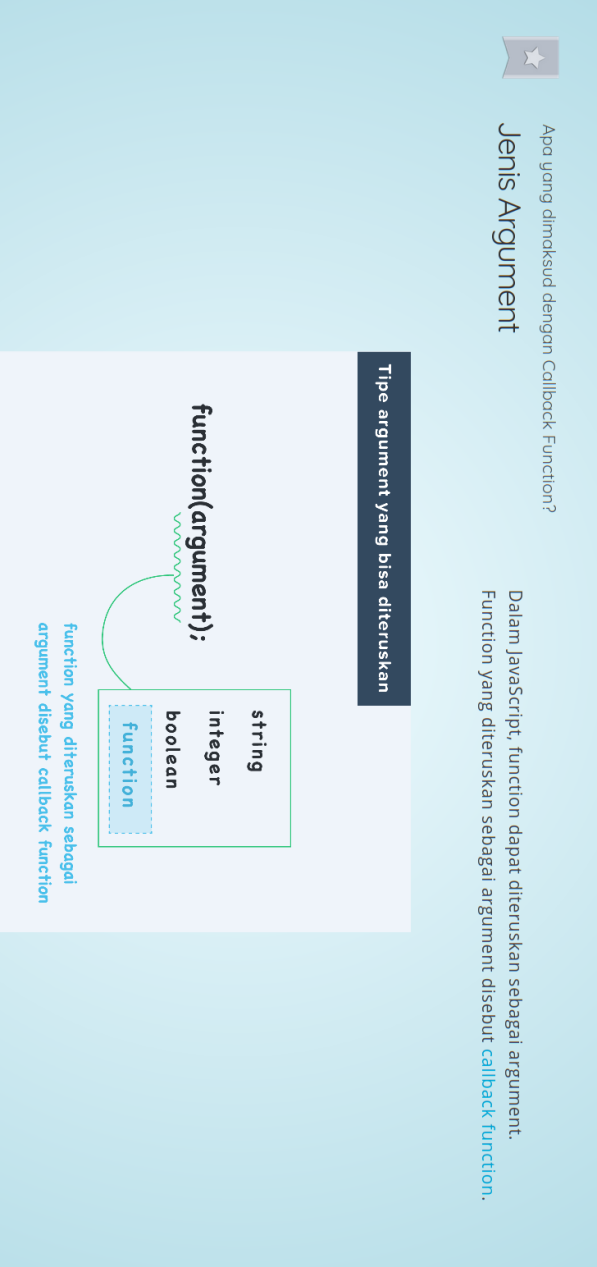 Apa yang dimaksud dengan Callback Function?
Jenis Argument
Dalam JavaScript, function dapat diteruskan sebagai argument.
Function yang diteruskan sebagai argument disebut callback function.
Tipe argument yang bisa diteruskan
function(argument);
string
integer
boolean
function
function yang diteruskan sebagai
argument disebut callback function